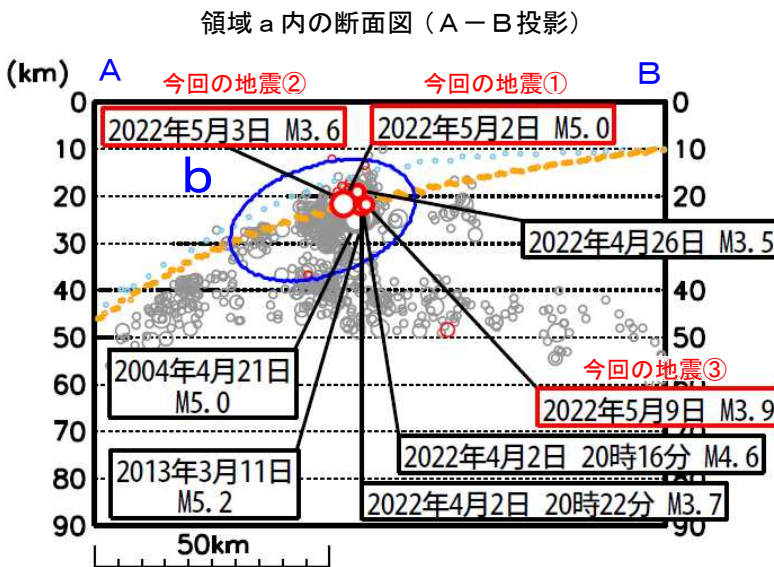 領域ａ内の断面図（Ａ－Ｂ投影）
(km)
A
今回の地震②
今回の地震①
B
0
0
2022年5月3日 M3.6
2022年5月2日 M5.0
10
10
b
20
20
2022年4月26日 M3.5
30
30
40
40
50
50
2004年4月21日
M5.0
今回の地震③
60
2022年5月9日 M3.9
70
2022年4月2日 20時16分 M4.6
2013年3月11日
M5.2
80
80
2022年4月2日 20時22分 M3.7
90
90
50km